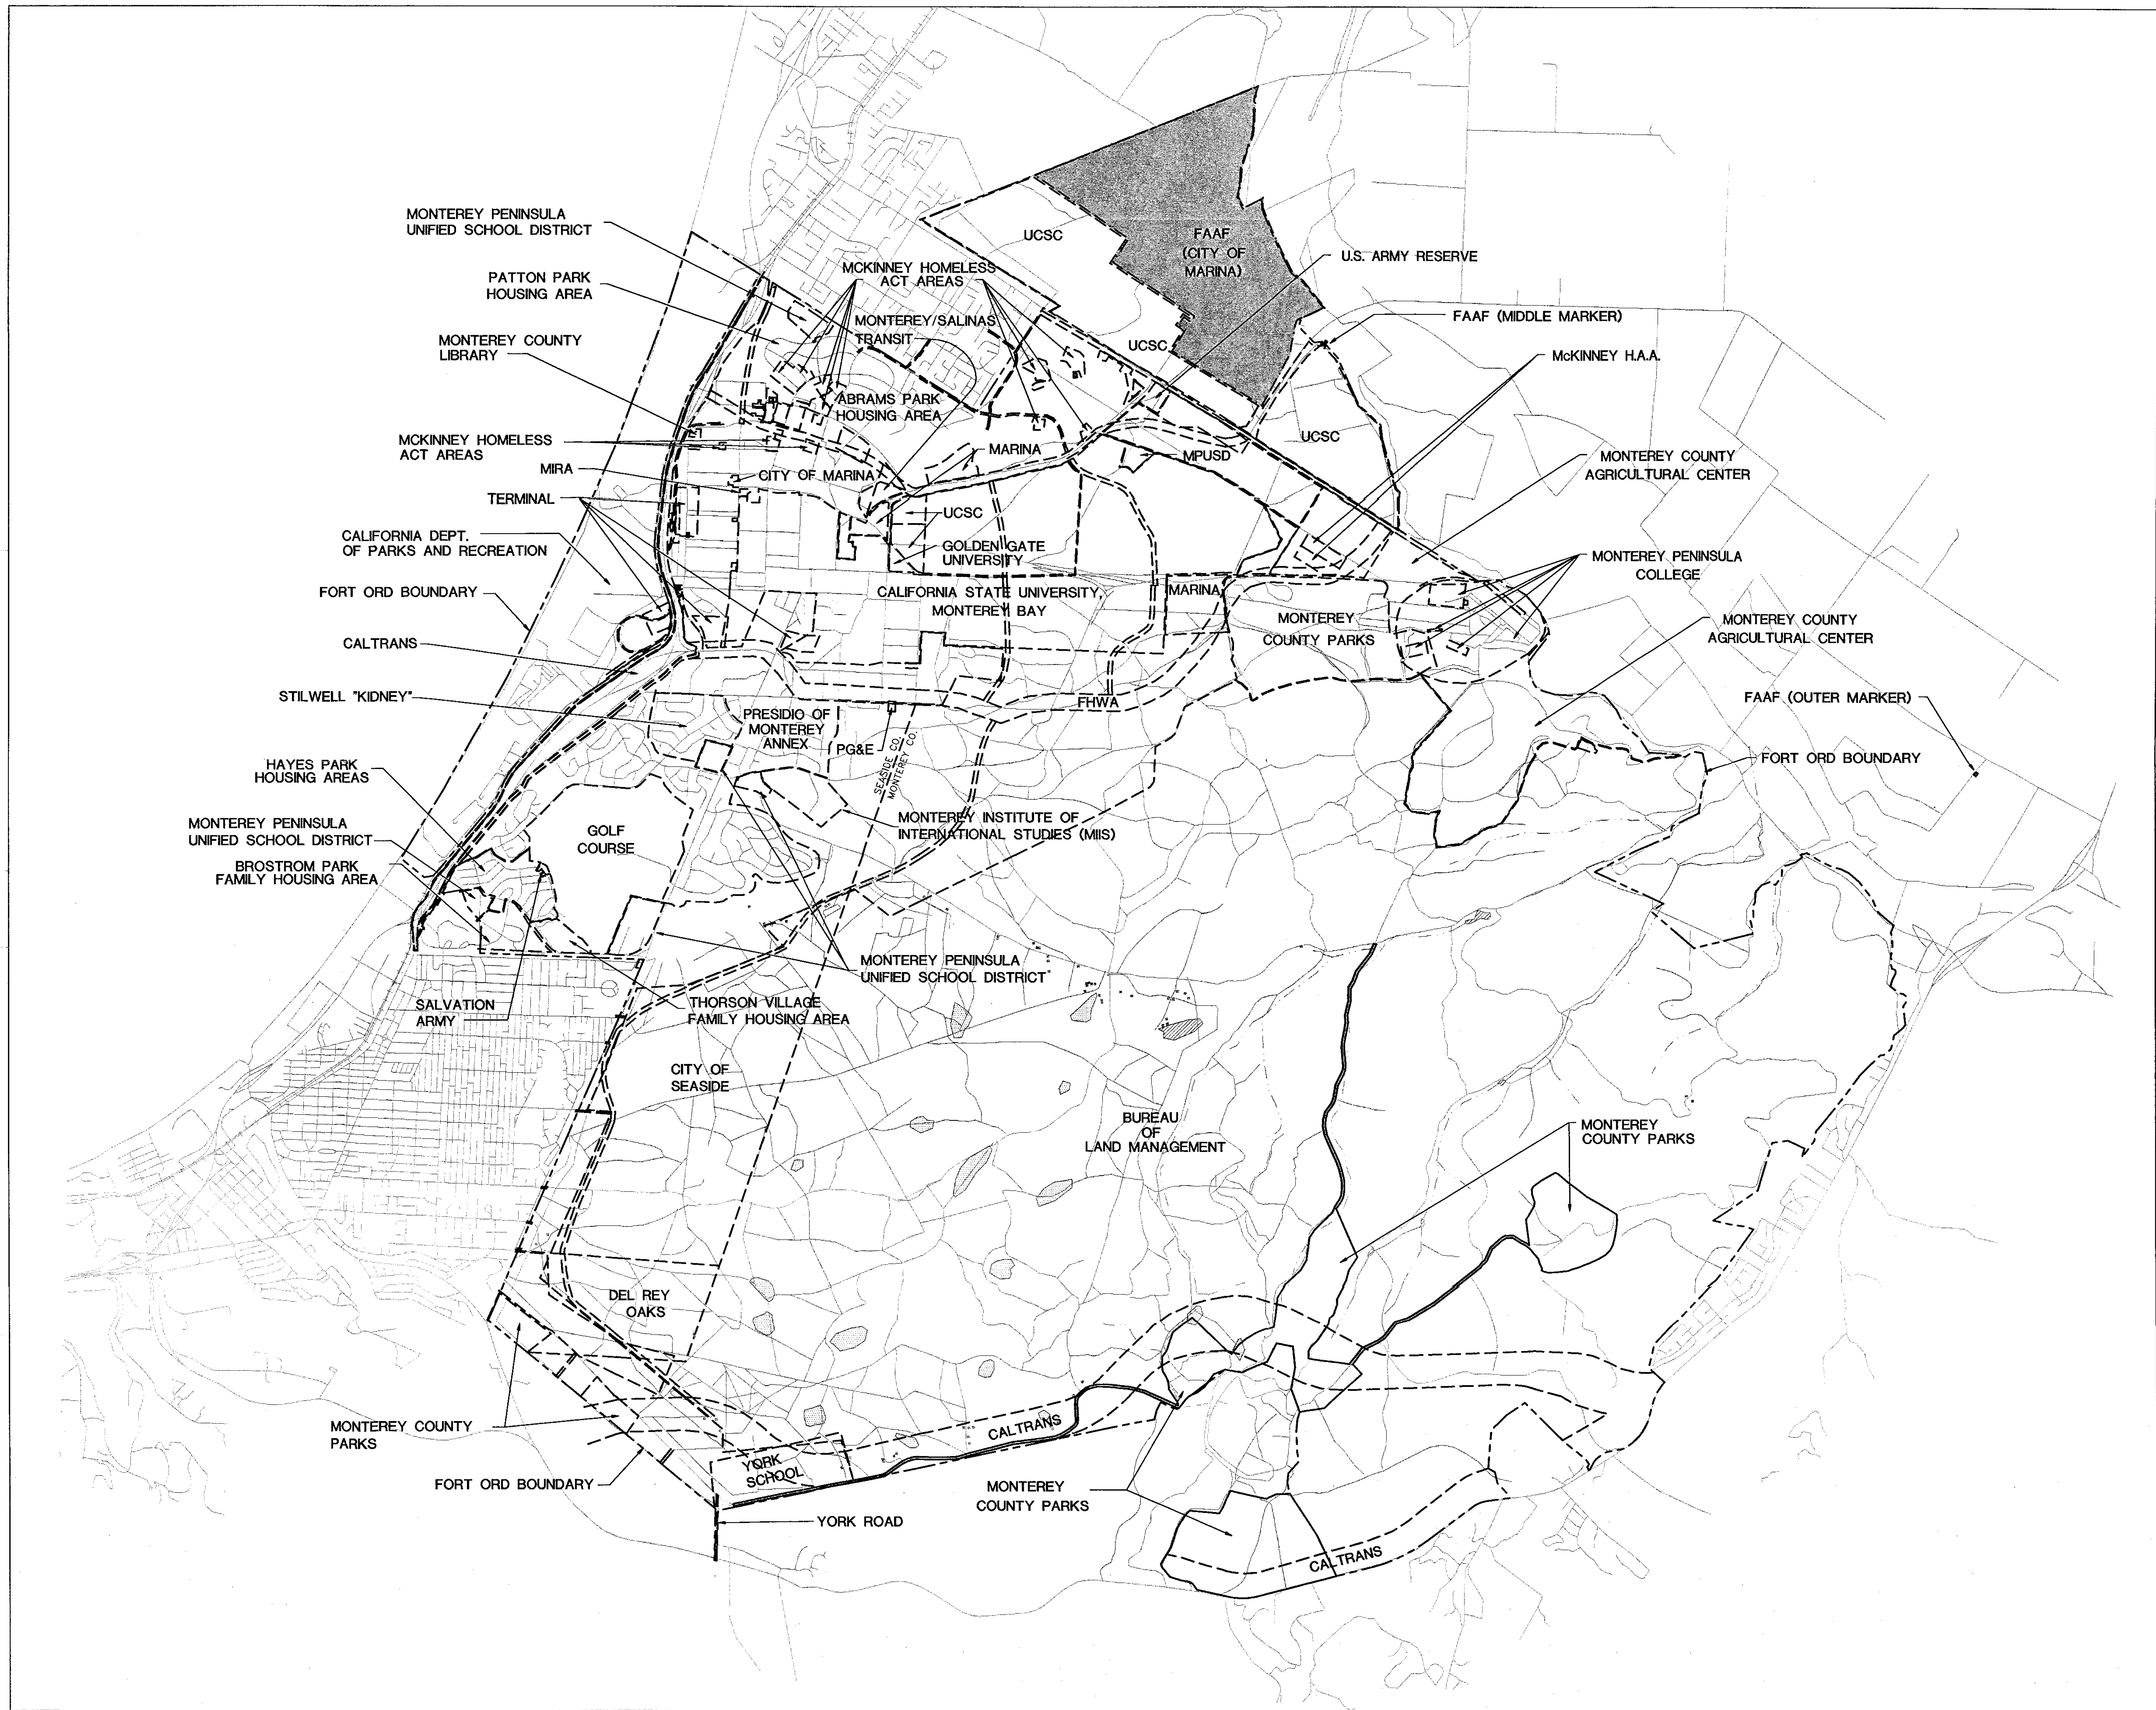 MONTEREY PENINSULA
UNIFIED SCHOOL DISTRICT
PATTON PARK
HOUSING AREA
MONTEREY COUNTY
LIBRARY
MCKINNEY HOMELESS
ACT AREAS
MIRA
TERMINAL
CALIFORNIA DEPT.
OF PARKS AND RECREATION
FORT ORD BOUNDARY
CALTRANS
STILWELL "KIDNEY"
HAYES PARK
HOUSING AREAS
MONTEREY PENINSULA
UNIFIED SCHOOL DISTRICT
BROSTROM PARK
FAMILY HOUSING AREA
SALVATION
ARMY
MCKINNEY HOMELESS
ACT AREAS
MONTEREY/SALINAS
TRANSIT
ABRAMS PARK
HOUSING AREA
CITY OF MARINA
MARINA
UCSC
FAAF
(CITY OF
MARINA)
UCSC
UCSC
U.S. ARMY RESERVE
FAAF (MIDDLE MARKER)
McKINNEY H.A.A.
MPUSD
UCSC
GOLDEN GATE
UNIVERSITY
CALIFORNIA STATE UNIVERSITY,
MONTEREY BAY
MARINA
MONTEREY
COUNTY PARKS
MONTEREY COUNTY
AGRICULTURAL CENTER
MONTEREY PENINSULA
COLLEGE
MONTEREY COUNTY
AGRICULTURAL CENTER
FAAF (OUTER MARKER)
FORT ORD BOUNDARY
FHWA
PRESIDIO OF
MONTEREY
ANNEX
PG&E
SEASIDE CO.
MONTEREY CO.
GOLF
COURSE
MONTEREY INSTITUTE OF
INTERNATIONAL STUDIES (MIIS)
MONTEREY PENINSULA
UNIFIED SCHOOL DISTRICT
THORSON VILLAGE
FAMILY HOUSING AREA
CITY OF
SEASIDE
BUREAU
OF
LAND MANAGEMENT
MONTEREY
COUNTY PARKS
DEL REY
OAKS
MONTEREY COUNTY
PARKS
FORT ORD BOUNDARY
YORK
SCHOOL
YORK ROAD
CALTRANS
MONTEREY
COUNTY PARKS
CALTRANS